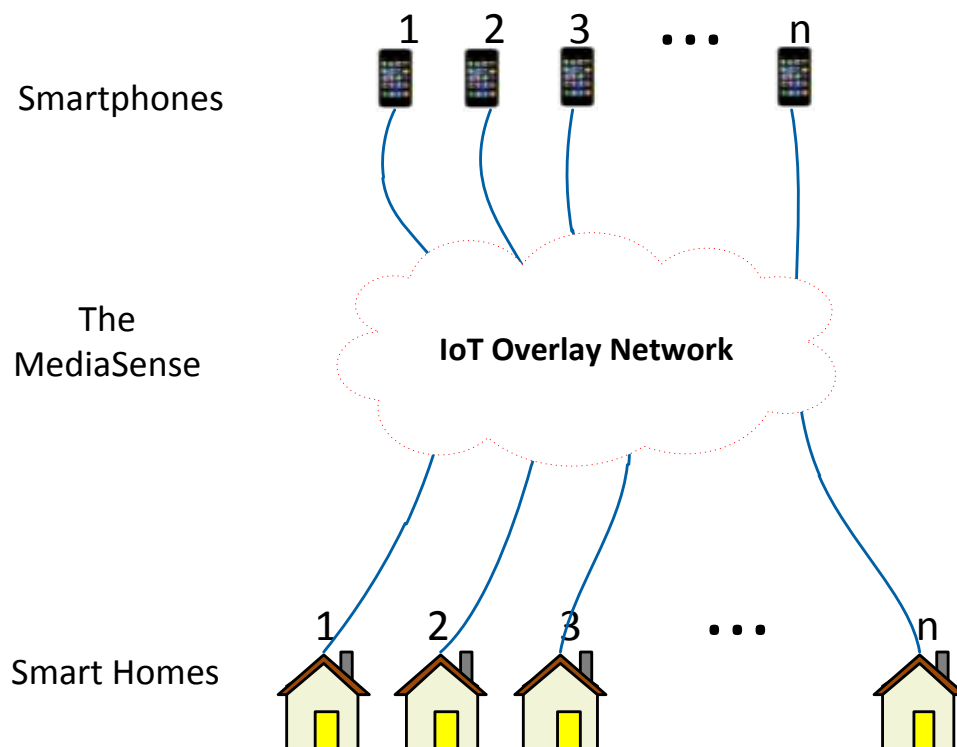 1 2 3 ... n
Smartphones
The
MediaSense
IoT Overlay Network
1 2 3 ... n
Smart Homes